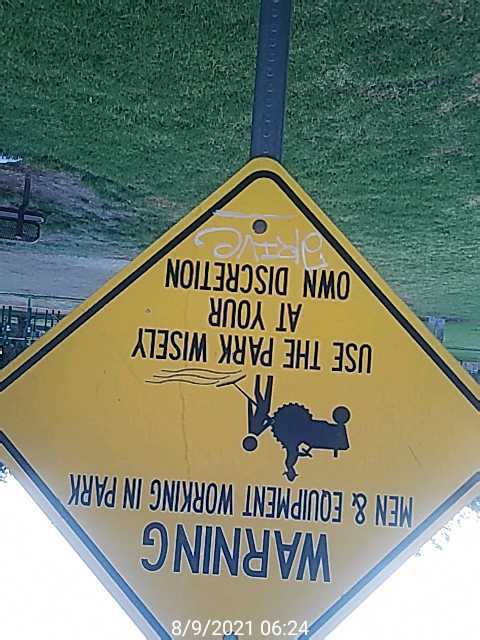 WARNING
MEN & EQUIPMENT WORKING IN PARK
USE THE PARK WISELY
AT YOUR
OWN DISCRETION
8/9/2021 06:24